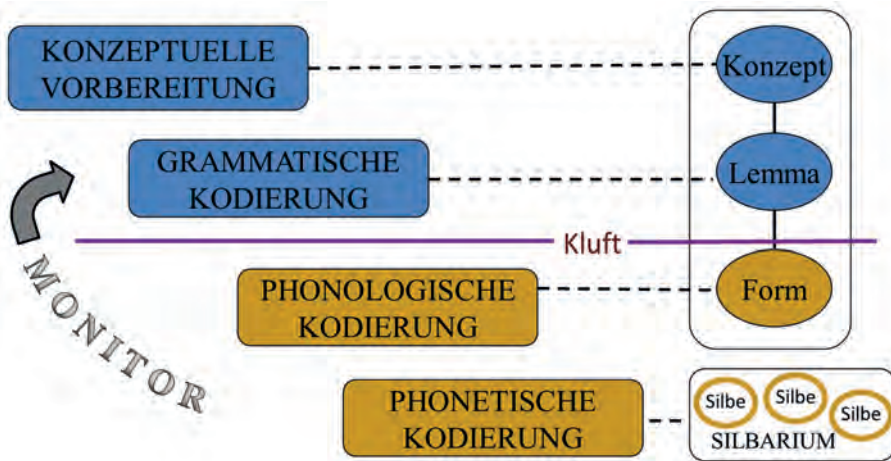 KONZEPTUELLE
VORBEREITUNG
Konzept
GRAMMATISCHE
KODIERUNG
Lemma
Kluft
MONITOR
PHONOLOGISCHE
KODIERUNG
Form
PHONETISCHE
KODIERUNG
Silbe
Silbe
Silbe
SILBARIUM